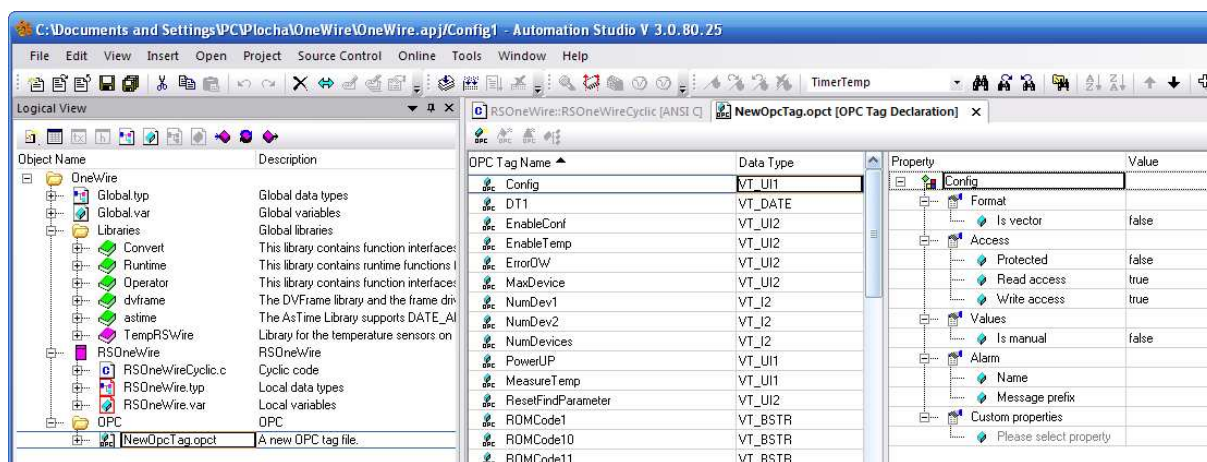 C:\Documents and Settings\PC\Plocha\OneWire\OneWire.apj/Config1 - Automation Studio V 3.0.80.25
File Edit View Insert Open Project Source Control Online Tools Window Help
TimerTemp
Logical View
Object Name Description
OneWire
Global.typ Global data types
Global.var Global variables
Libraries Global libraries
Convert This library contains function interfaces
Runtime This library contains runtime functions
Operator This library contains function interfaces
dvframe The DVFrame library and the frame driv
astime The AsTime Library supports DATE_A
TempRSWire Library for the temperature sensors on
RSOneWire RSOneWire
RSOneWireCyclic.c Cyclic code
RSOneWire.typ Local data types
RSOneWire.var Local variables
OPC OPC
NewOpcTag.opct A new OPC tag file.
RSOneWire::RSOneWireCyclic [ANSI C] NewOpcTag.opct [OPC Tag Declaration]
OPC Tag Name Data Type
Config VT_UI1
DT1 VT_DATE
EnableConf VT_UI2
EnableTemp VT_UI2
ErrorOW VT_UI2
MaxDevice VT_UI2
NumDev1 VT_I2
NumDev2 VT_I2
NumDevices VT_I2
PowerUP VT_UI1
MeasureTemp VT_UI1
ResetFindParameter VT_UI2
ROMCode1 VT_BSTR
ROMCode10 VT_BSTR
ROMCode11 VT_BSTR
Property Value
Config
Format
Is vector false
Access
Protected false
Read access true
Write access true
Values
Is manual false
Alarm
Name
Message prefix
Custom properties
Please select property